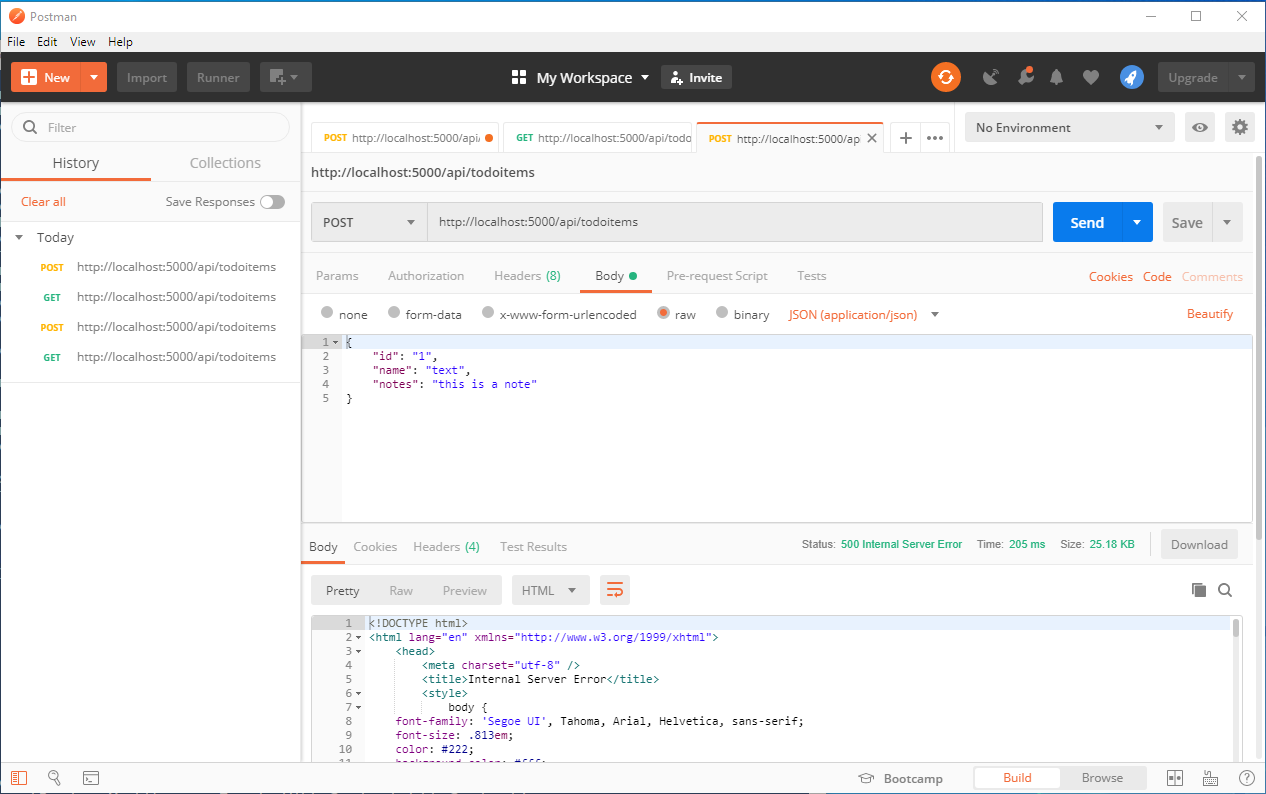 Postman
File Edit View Help
New Import Runner My Workspace Invite Upgrade
Filter
History Collections
Clear all Save Responses
Today
POST http://localhost:5000/api/todoitems
GET http://localhost:5000/api/todoitems
POST http://localhost:5000/api/todoitems
GET http://localhost:5000/api/todoitems
POST http://localhost:5000/api/ GET http://localhost:5000/api/todo POST http://localhost:5000/ap No Environment
http://localhost:5000/api/todoitems
POST http://localhost:5000/api/todoitems Send Save
Params Authorization Headers (8) Body Pre-request Script Tests Cookies Code Comments
none form-data x-www-form-urlencoded raw binary JSON (application/json) Beautify
1 {
2 "id": "1",
3 "name": "text",
4 "notes": "this is a note"
5 }
Body Cookies Headers (4) Test Results Status: 500 Internal Server Error Time: 205 ms Size: 25.18 KB Download
Pretty Raw Preview HTML
1 <!DOCTYPE html>
2 <html lang="en" xmlns="http://www.w3.org/1999/xhtml">
3 <head>
4 <meta charset="utf-8" />
5 <title>Internal Server Error</title>
6 <style>
7 body {
8 font-family: 'Segoe UI', Tahoma, Arial, Helvetica, sans-serif;
9 font-size: .813em;
10 color: #222;
Bootcamp Build Browse